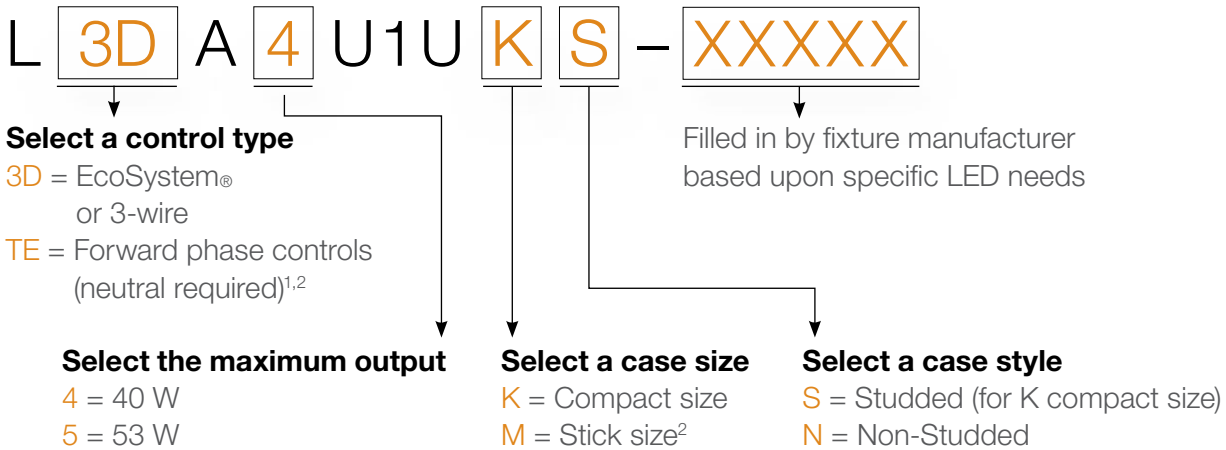 L 3D A 4 U1U K S – XXXXX
Select a control type
3D = EcoSystem®
or 3-wire
TE = Forward phase controls
(neutral required)1,2
Filled in by fixture manufacturer
based upon specific LED needs
Select the maximum output
4 = 40 W
5 = 53 W
Select a case size
K = Compact size
M = Stick size2
Select a case style
S = Studded (for K compact size)
N = Non-Studded